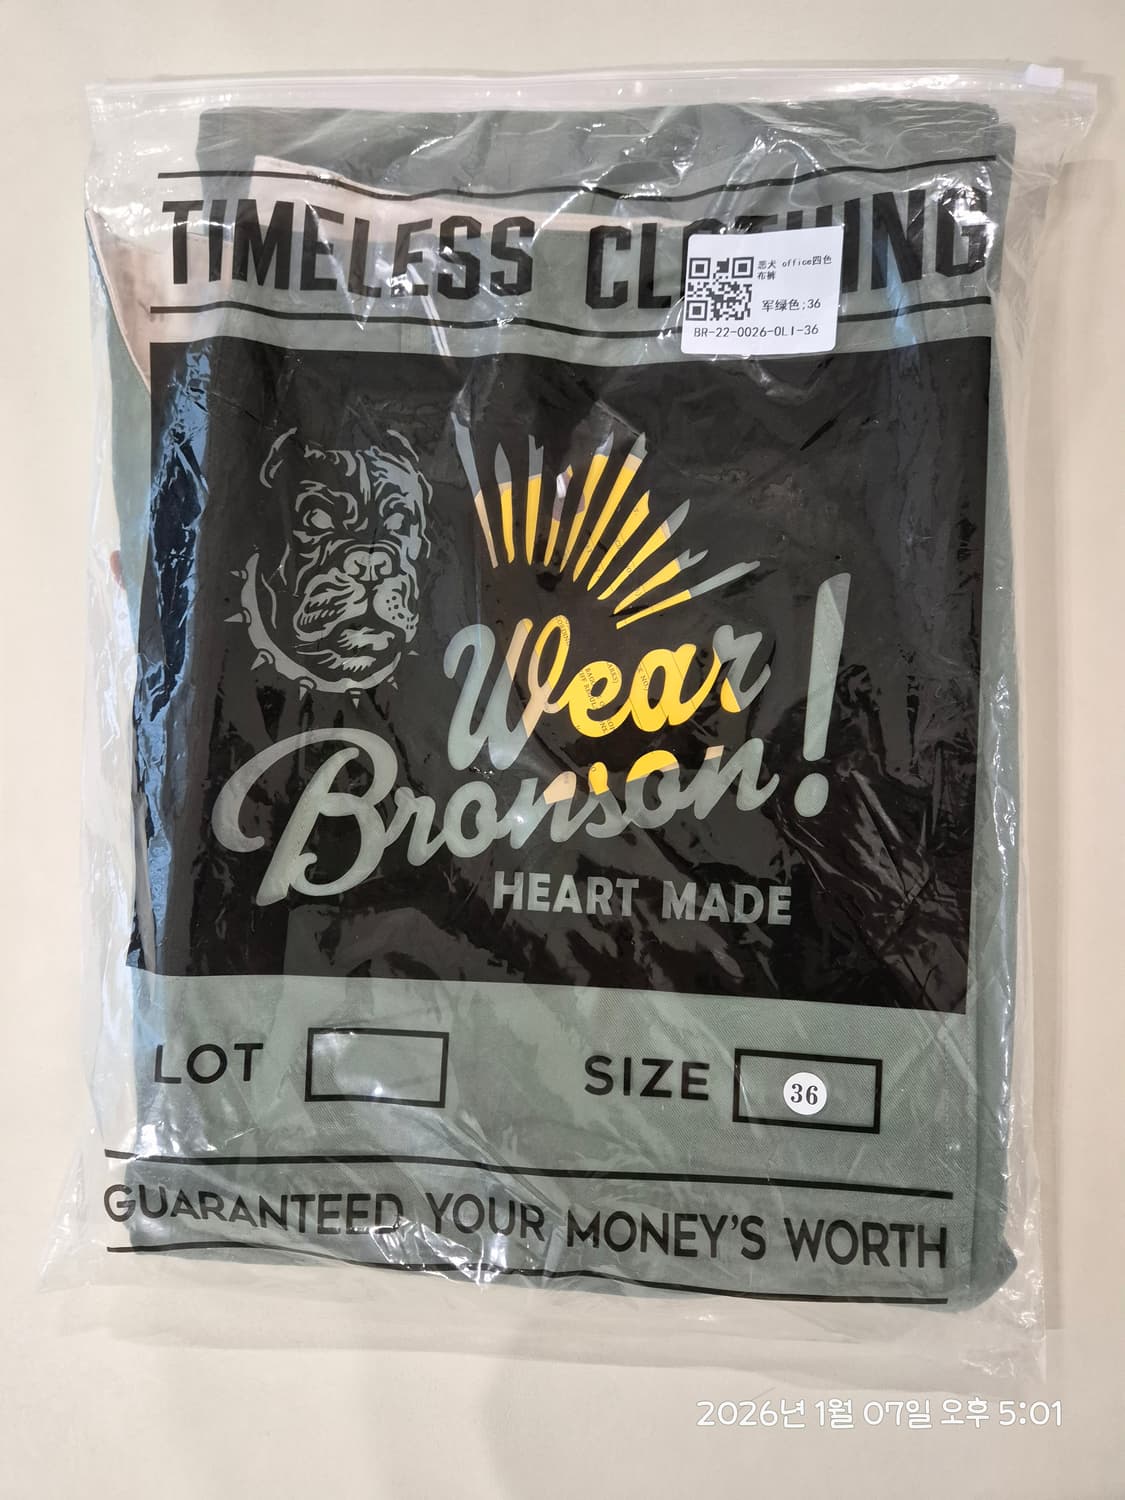 TIMELESS CLOTHING
恶犬 office四色
布裤
军绿色;36
BR-22-0026-OLI-36
Wear
Bronson!
HEART MADE
LOT
SIZE
36
GUARANTEED YOUR MONEY'S WORTH
2026년 1월 07일 오후 5:01